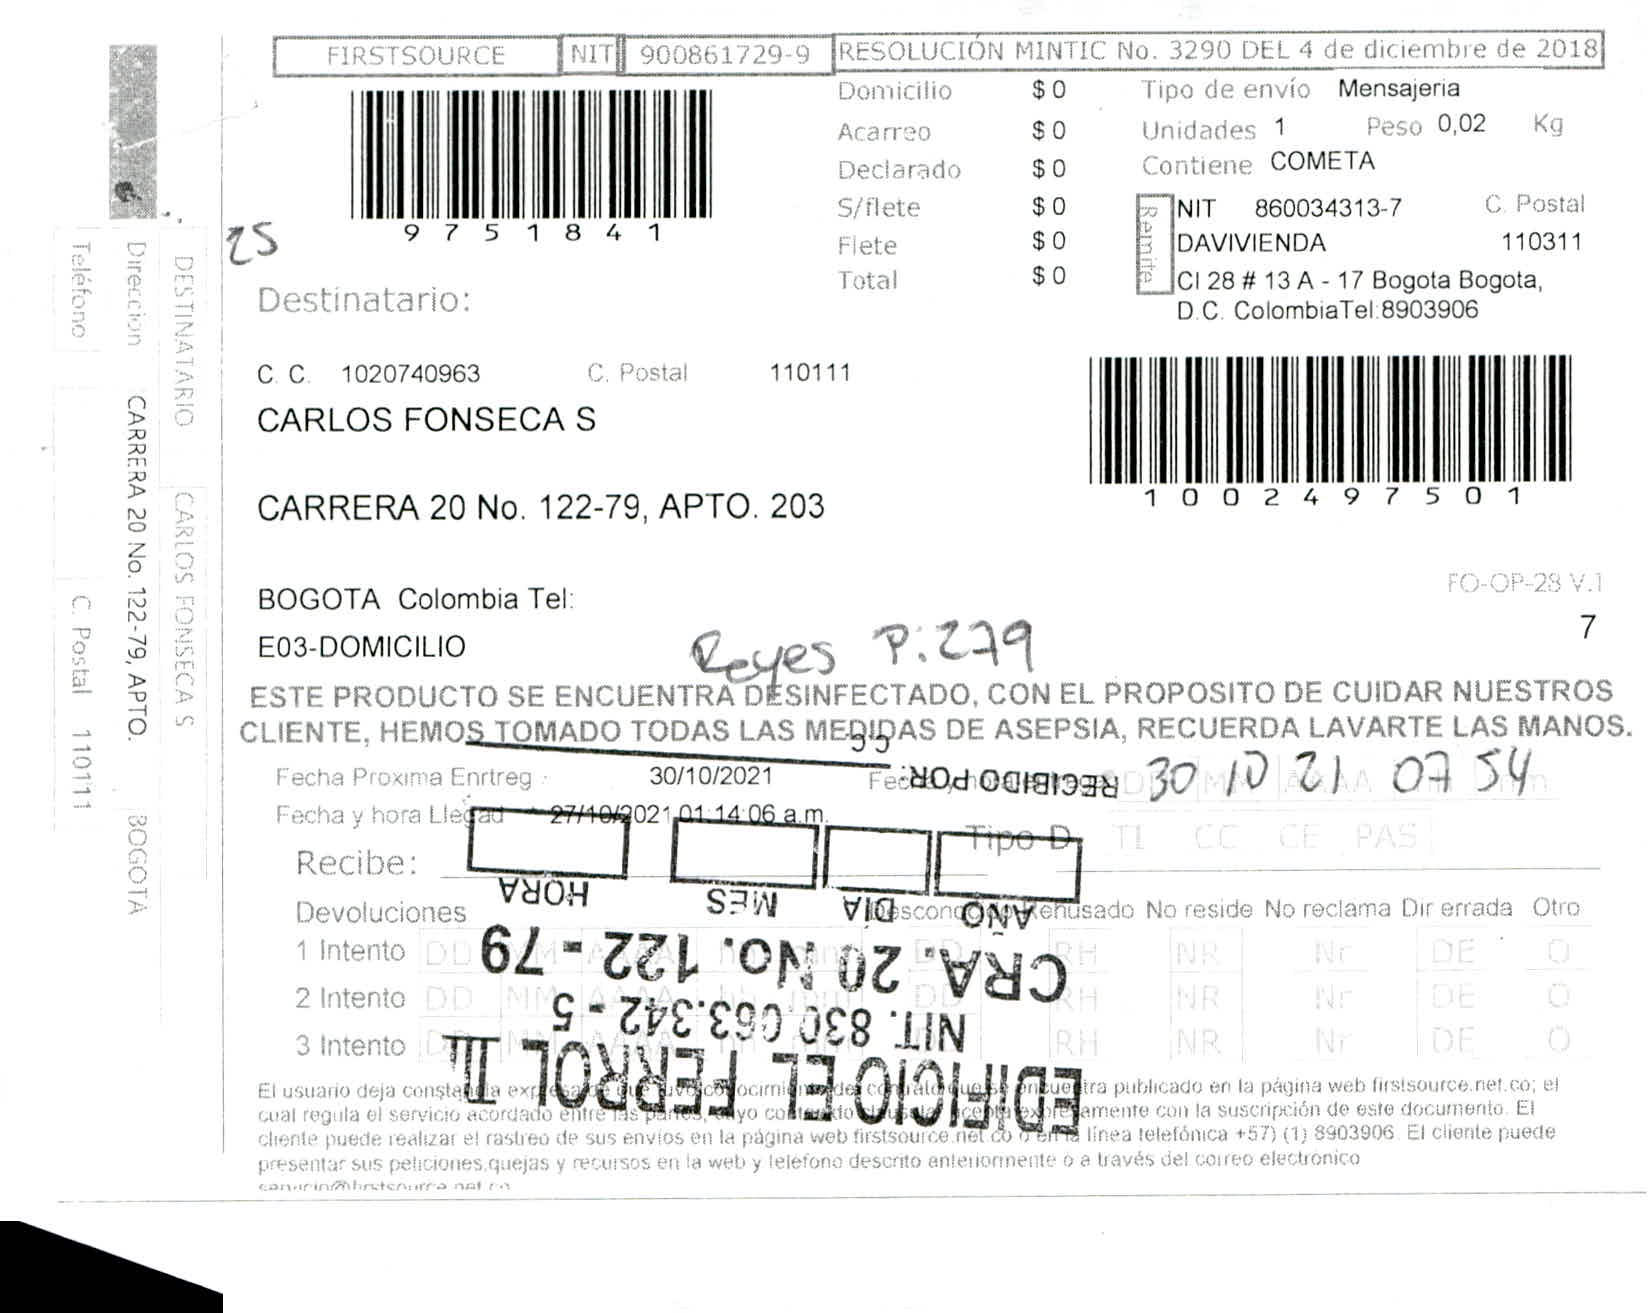 FIRSTSOURCE NIT 900861729-9 RESOLUCIÓN MINTIC No. 3290 DEL 4 de diciembre de 2018
9751841
25
Domicilio $ 0
Acarreo $ 0
Declarado $ 0
S/flete $ 0
Flete $ 0
Total $ 0
Tipo de envío Mensajeria
Unidades 1 Peso 0,02 Kg
Contiene COMETA
Remite
NIT 860034313-7 C. Postal
DAVIVIENDA 110311
Cl 28 # 13 A - 17 Bogota Bogota,
D.C. ColombiaTel:8903906
Destinatario:
C. C. 1020740963 C. Postal 110111
CARLOS FONSECA S
CARRERA 20 No. 122-79, APTO. 203
1002497501
BOGOTA Colombia Tel:
E03-DOMICILIO
FO-OP-28 V.1
7
Reyes P:279
ESTE PRODUCTO SE ENCUENTRA DESINFECTADO, CON EL PROPOSITO DE CUIDAR NUESTROS
CLIENTE, HEMOS TOMADO TODAS LAS MEDIDAS DE ASEPSIA, RECUERDA LAVARTE LAS MANOS.
Fecha Proxima Enrtreg : 30/10/2021
30 10 21 07 54
Fecha y hora Llegad 27/10/2021 01:14:06 a.m.
Tipo D TI CC CE PAS
Recibe:
Devoluciones Rehusado No reside No reclama Dir errada Otro
1 Intento DD MM AAAA DD RH NR Nr DE O
2 Intento DD MM AAAA DD RH NR Nr DE O
3 Intento RH NR Nr DE O
EDIFICIO EL FERROL III
NIT. 830.063.342 - 5
CRA. 20 No. 122 - 79
AÑO DIA MES HORA
RECIBIDO POR:
El usuario deja constancia expresa que tuvo conocimiento del contrato que se encuentra publicado en la página web firstsource.net.co; el
cual regula el servicio acordado entre las partes, cuyo contenido clausular acepta expresamente con la suscripción de este documento. El
cliente puede realizar el rastreo de sus envios en la página web firstsource.net.co o en la línea telefónica +57) (1) 8903906. El cliente puede
presentar sus peticiones,quejas y recursos en la web y telefono descrito anteriormente o a través del correo electronico
servicio@firstsource.net.co
DESTINATARIO CARLOS FONSECA S
Direccion CARRERA 20 No. 122-79, APTO. BOGOTA
Teléfono C. Postal 110111